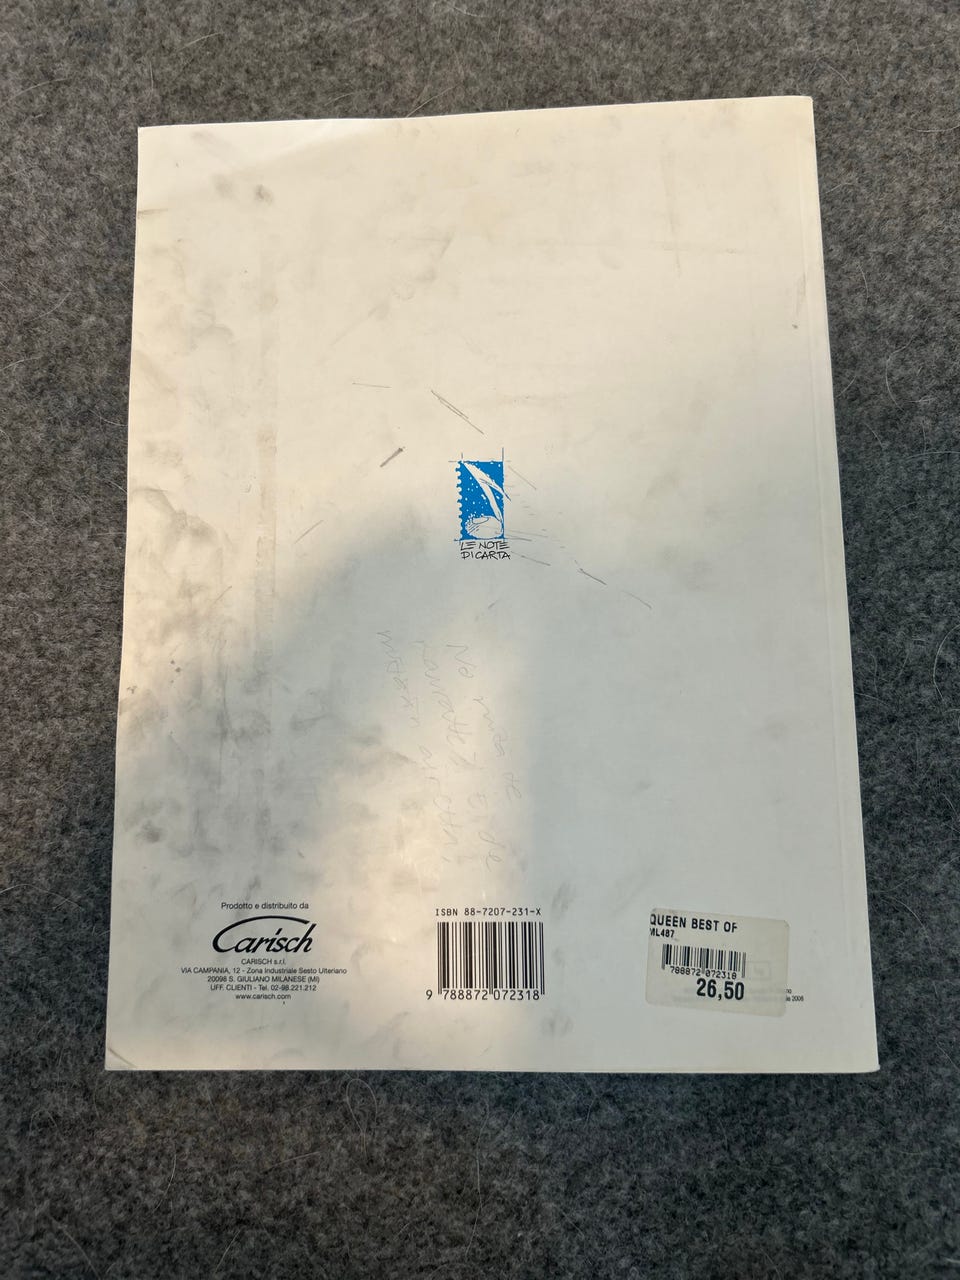 LE NOTE
DI CARTA
Prodotto e distribuito da
Carisch
CARISCH s.r.l.
VIA CAMPANIA, 12 - Zona Industriale Sesto Ulteriano
20098 S. GIULIANO MILANESE (MI)
UFF. CLIENTI - Tel. 02-98.221.212
www.carisch.com
ISBN 88-7207-231-X
9 788872 072318
QUEEN BEST OF
ML487
788872 072318
26,50